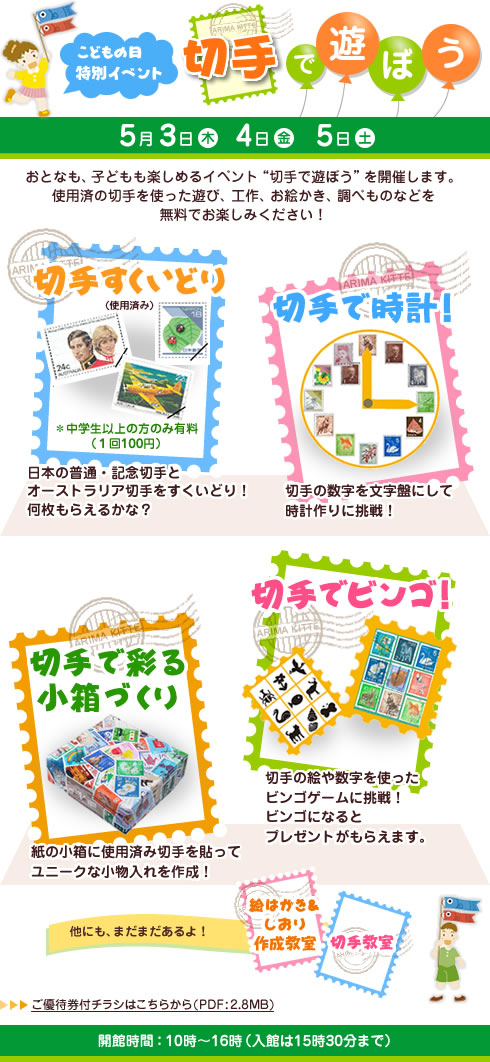 こどもの日
特別イベント
ARIMA KITTE
切手で遊ぼう
5月3日木 4日金 5日土
おとなも、子どもも楽しめるイベント“切手で遊ぼう”を開催します。
使用済の切手を使った遊び、工作、お絵かき、調べものなどを
無料でお楽しみください！
ARIMA KITTE
切手すくいどり
(使用済み)
24c
AUSTRALIA
18
＊中学生以上の方のみ有料
（1回100円）
日本の普通・記念切手と
オーストラリア切手をすくいどり！
何枚もらえるかな？
ARIMA KITTE
切手で時計！
切手の数字を文字盤にして
時計作りに挑戦！
ARIMA KITTE
切手で彩る
小箱づくり
紙の小箱に使用済み切手を貼って
ユニークな小物入れを作成！
切手でビンゴ！
ARIMA KITTE
切手の絵や数字を使った
ビンゴゲームに挑戦！
ビンゴになると
プレゼントがもらえます。
他にも、まだまだあるよ！
絵はがき&
しおり
作成教室
切手教室
ご優待券付チラシはこちらから（PDF：2.8MB）
開館時間：10時～16時（入館は15時30分まで）